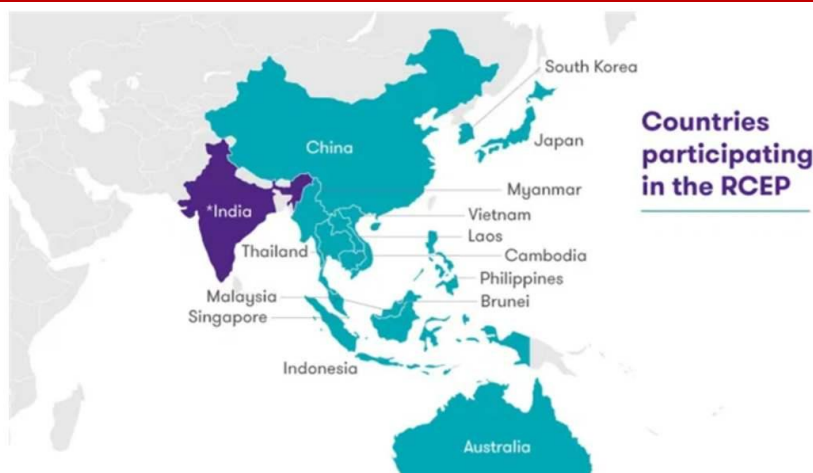 South Korea
Countries
participating
in the RCEP
Japan
China
Myanmar
*India
Vietnam
Laos
Thailand
Cambodia
Philippines
Malaysia
Brunei
Singapore
Indonesia
Australia